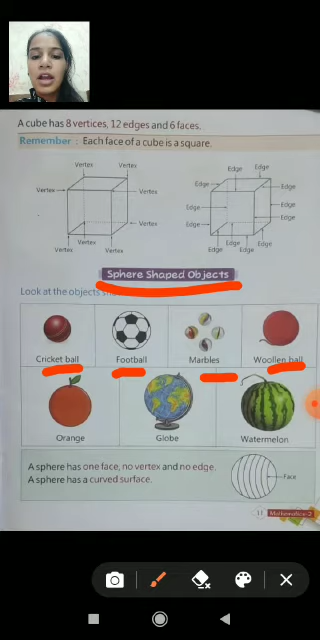 A cube has 8 vertices, 12 edges and 6 faces.
Remember : Each face of a cube is a square.
Vertex Vertex
Vertex Vertex
Vertex
Vertex
Vertex Vertex
Edge Edge
Edge Edge
Edge Edge
Edge
Edge Edge
Edge
Edge Edge
Sphere Shaped Objects
Look at the objects
Cricket ball Football Marbles Woollen ball
Orange Globe Watermelon
A sphere has one face, no vertex and no edge.
A sphere has a curved surface.
Face
11 Mathematics-2